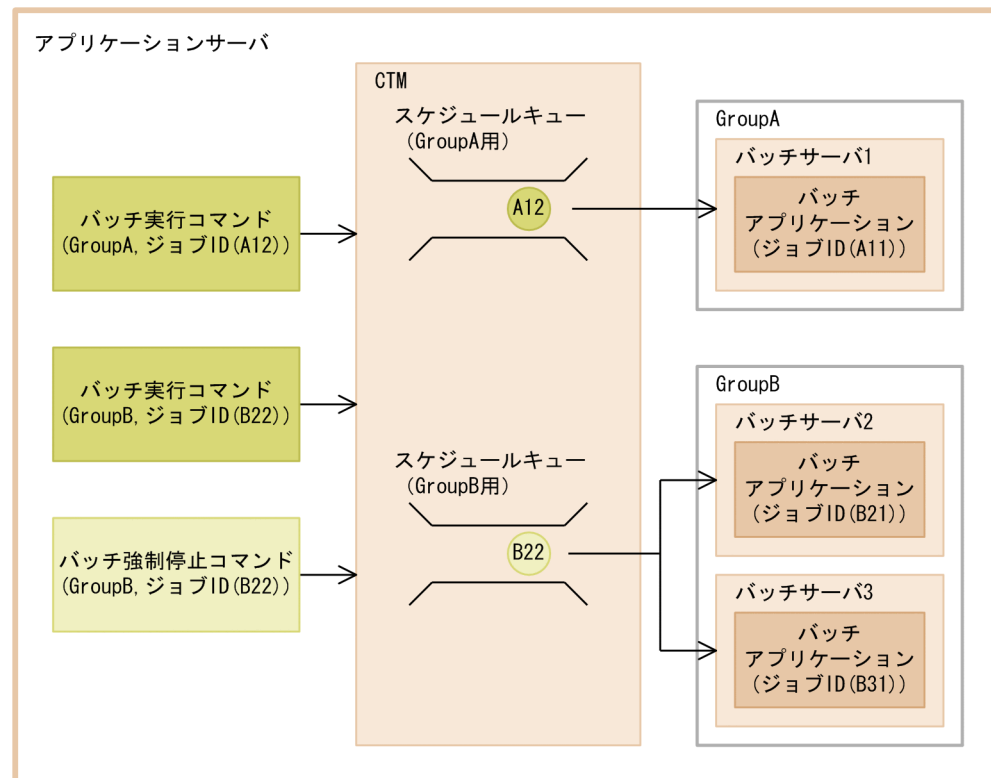 アプリケーションサーバ
CTM
スケジュールキュー
(GroupA用)
A12
GroupA
バッチサーバ1
バッチ
アプリケーション
(ジョブID(A11))
バッチ実行コマンド
(GroupA,ジョブID(A12))
バッチ実行コマンド
(GroupB,ジョブID(B22))
バッチ強制停止コマンド
(GroupB,ジョブID(B22))
スケジュールキュー
(GroupB用)
B22
GroupB
バッチサーバ2
バッチ
アプリケーション
(ジョブID(B21))
バッチサーバ3
バッチ
アプリケーション
(ジョブID(B31))